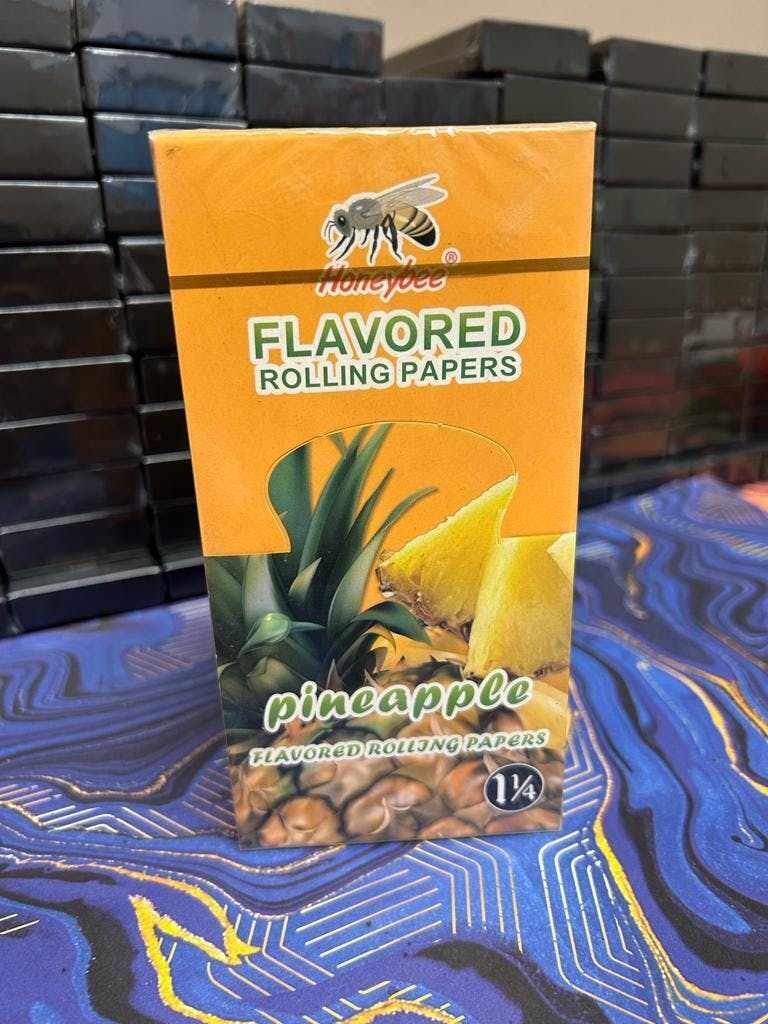 Honeybee®
FLAVORED
ROLLING PAPERS
pineapple
FLAVORED ROLLING PAPERS
1¼